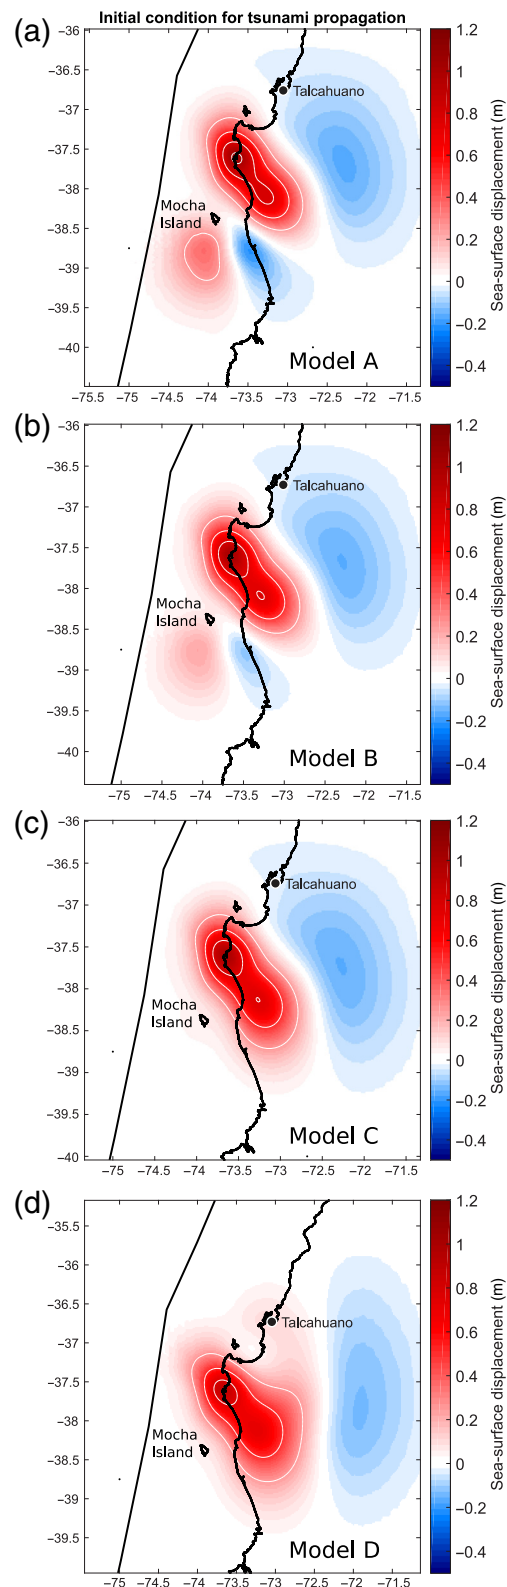 Initial condition for tsunami propagation
(a)
−36
−36.5
−37
−37.5
−38
−38.5
−39
−39.5
−40
Talcahuano
Mocha
Island
Model A
−75.5 −75 −74.5 −74 −73.5 −73 −72.5 −72 −71.5
1.2
1
0.8
0.6
0.4
0.2
0
−0.2
−0.4
Sea-surface displacement (m)
(b)
−36
−36.5
−37
−37.5
−38
−38.5
−39
−39.5
−40
Talcahuano
Mocha
Island
Model B
−75 −74.5 −74 −73.5 −73 −72.5 −72 −71.5
1.2
1
0.8
0.6
0.4
0.2
0
−0.2
−0.4
Sea-surface displacement (m)
(c)
−36
−36.5
−37
−37.5
−38
−38.5
−39
−39.5
−40
Talcahuano
Mocha
Island
Model C
−75 −74.5 −74 −73.5 −73 −72.5 −72 −71.5
1.2
1
0.8
0.6
0.4
0.2
0
−0.2
−0.4
Sea-surface displacement (m)
(d)
−35.5
−36
−36.5
−37
−37.5
−38
−38.5
−39
−39.5
Talcahuano
Mocha
Island
Model D
−75 −74.5 −74 −73.5 −73 −72.5 −72 −71.5
1.2
1
0.8
0.6
0.4
0.2
0
−0.2
−0.4
Sea-surface displacement (m)